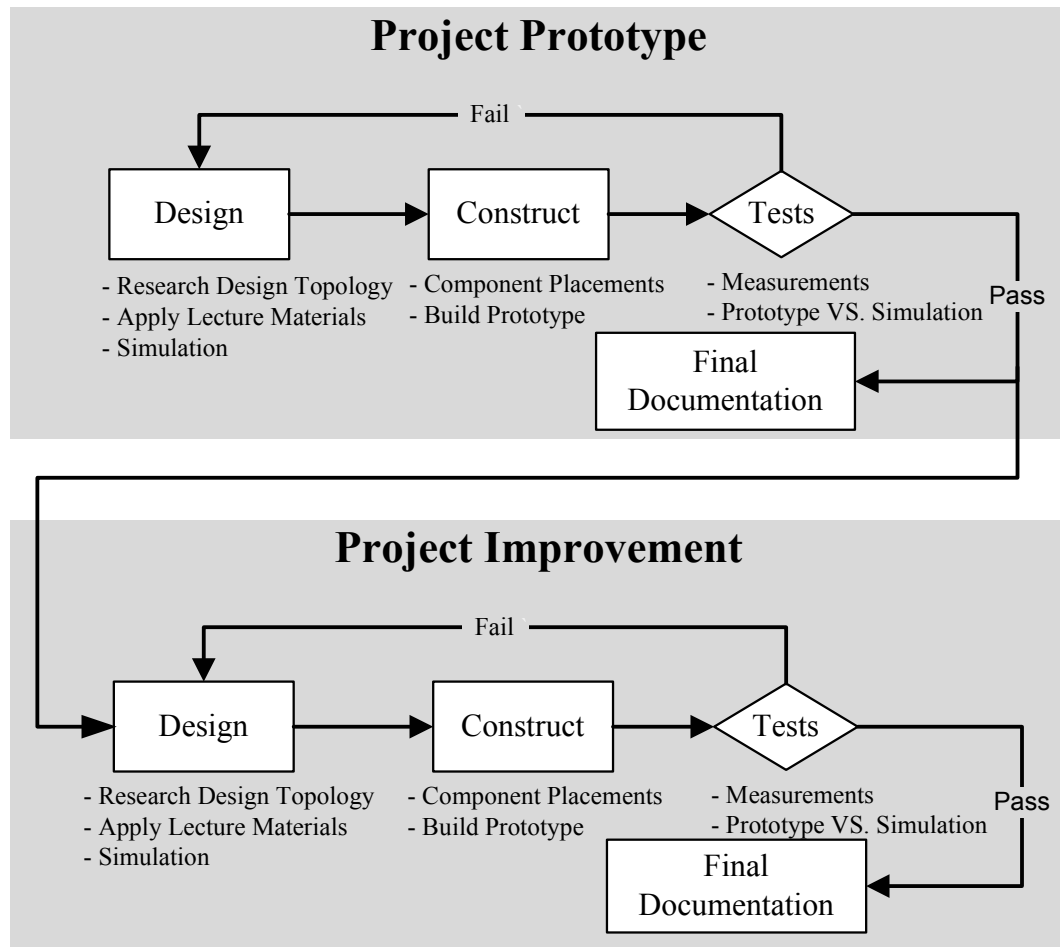 Project Prototype
Fail
Design
Construct
Tests
- Research Design Topology
- Apply Lecture Materials
- Simulation
- Component Placements
- Build Prototype
- Measurements
- Prototype VS. Simulation
Pass
Final
Documentation
Project Improvement
Fail
Design
Construct
Tests
- Research Design Topology
- Apply Lecture Materials
- Simulation
- Component Placements
- Build Prototype
- Measurements
- Prototype VS. Simulation
Pass
Final
Documentation